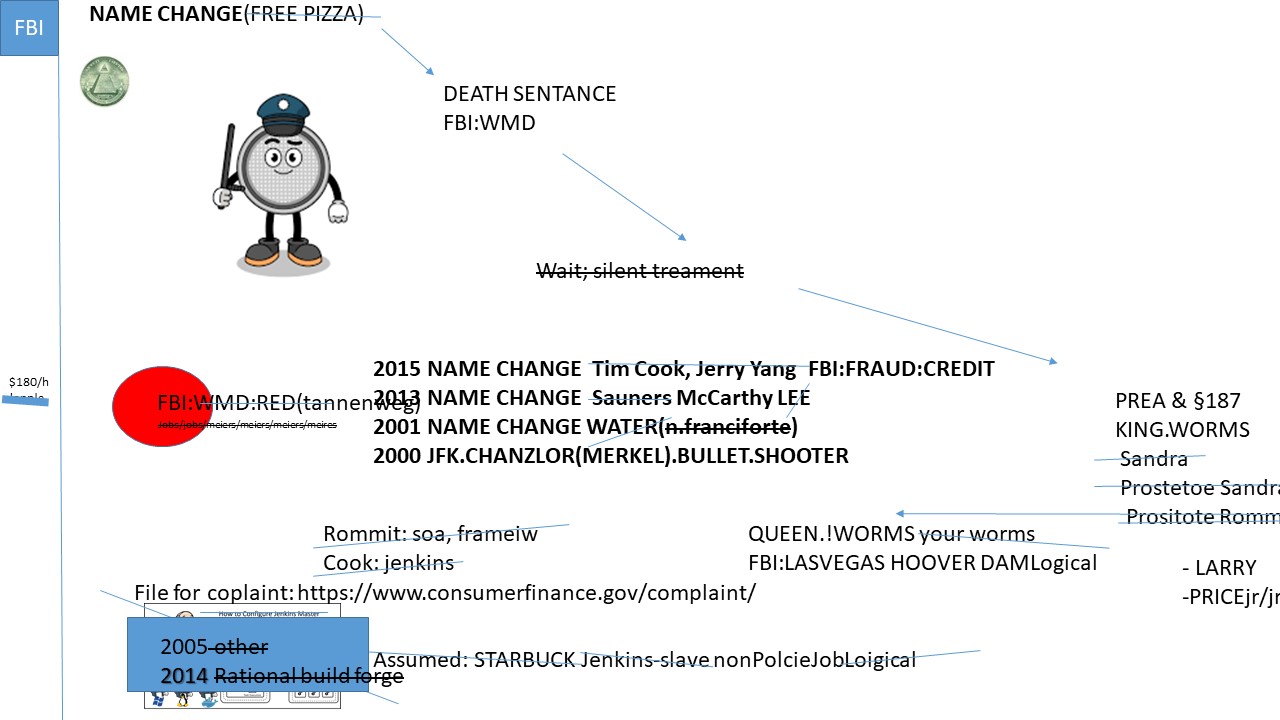 FBI
NAME CHANGE(FREE PIZZA)
DEATH SENTANCE
FBI:WMD
Wait; silent treament
$180/h
2015 NAME CHANGE Tim Cook, Jerry Yang FBI:FRAUD:CREDIT
2013 NAME CHANGE Sauners McCarthy LEE
2001 NAME CHANGE WATER(n.franciforte)
2000 JFK.CHANZLOR(MERKEL).BULLET.SHOOTER
FBI:WMD:RED(tannenweg)
Jobs/jobs/meiers/meiers/meiers/meires
PREA & §187
KING.WORMS
Sandra
Prostetoe Sandra
Prositote Romm
Rommit: soa, frameiw
Cook: jenkins
QUEEN.!WORMS your worms
FBI:LASVEGAS HOOVER DAMLogical
- LARRY
-PRICEjr/jr
File for coplaint: https://www.consumerfinance.gov/complaint/
How to Configure Jenkins Master
2005 other
2014 Rational build forge
Assumed: STARBUCK Jenkins-slave nonPolcieJobLoigical